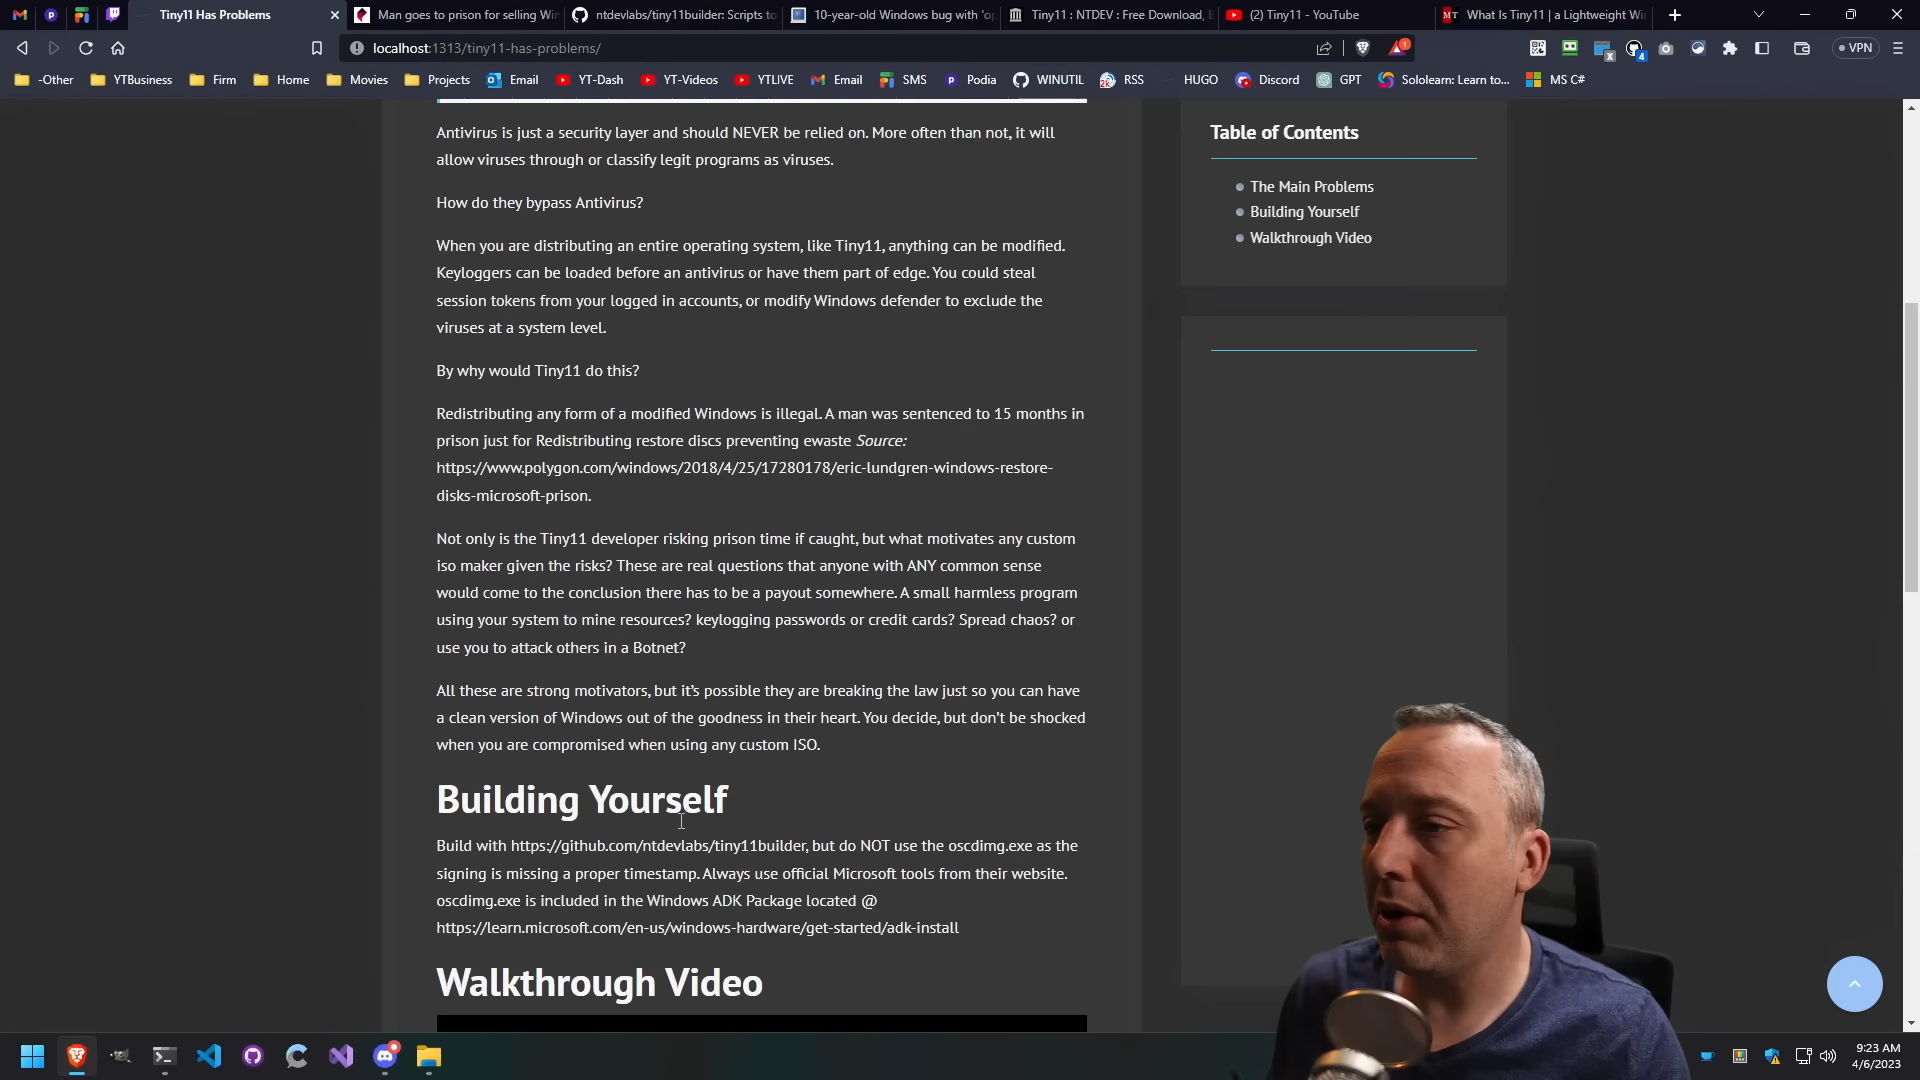 Tiny11 Has Problems
Man goes to prison for selling Win
ntdevlabs/tiny11builder: Scripts to
10-year-old Windows bug with 'op
Tiny11 : NTDEV : Free Download, B
(2) Tiny11 - YouTube
What Is Tiny11 | a Lightweight Wi
localhost:1313/tiny11-has-problems/
1
4
VPN
-Other
YTBusiness
Firm
Home
Movies
Projects
Email
YT-Dash
YT-Videos
YTLIVE
Email
SMS
Podia
WINUTIL
RSS
HUGO
Discord
GPT
Sololearn: Learn to...
MS C#
Antivirus is just a security layer and should NEVER be relied on. More often than not, it will
allow viruses through or classify legit programs as viruses.
How do they bypass Antivirus?
When you are distributing an entire operating system, like Tiny11, anything can be modified.
Keyloggers can be loaded before an antivirus or have them part of edge. You could steal
session tokens from your logged in accounts, or modify Windows defender to exclude the
viruses at a system level.
By why would Tiny11 do this?
Redistributing any form of a modified Windows is illegal. A man was sentenced to 15 months in
prison just for Redistributing restore discs preventing ewaste Source:
https://www.polygon.com/windows/2018/4/25/17280178/eric-lundgren-windows-restore-
disks-microsoft-prison.
Not only is the Tiny11 developer risking prison time if caught, but what motivates any custom
iso maker given the risks? These are real questions that anyone with ANY common sense
would come to the conclusion there has to be a payout somewhere. A small harmless program
using your system to mine resources? keylogging passwords or credit cards? Spread chaos? or
use you to attack others in a Botnet?
All these are strong motivators, but it's possible they are breaking the law just so you can have
a clean version of Windows out of the goodness in their heart. You decide, but don't be shocked
when you are compromised when using any custom ISO.
Building Yourself
Build with https://github.com/ntdevlabs/tiny11builder, but do NOT use the oscdimg.exe as the
signing is missing a proper timestamp. Always use official Microsoft tools from their website.
oscdimg.exe is included in the Windows ADK Package located @
https://learn.microsoft.com/en-us/windows-hardware/get-started/adk-install
Walkthrough Video
Table of Contents
The Main Problems
Building Yourself
Walkthrough Video
9:23 AM
4/6/2023